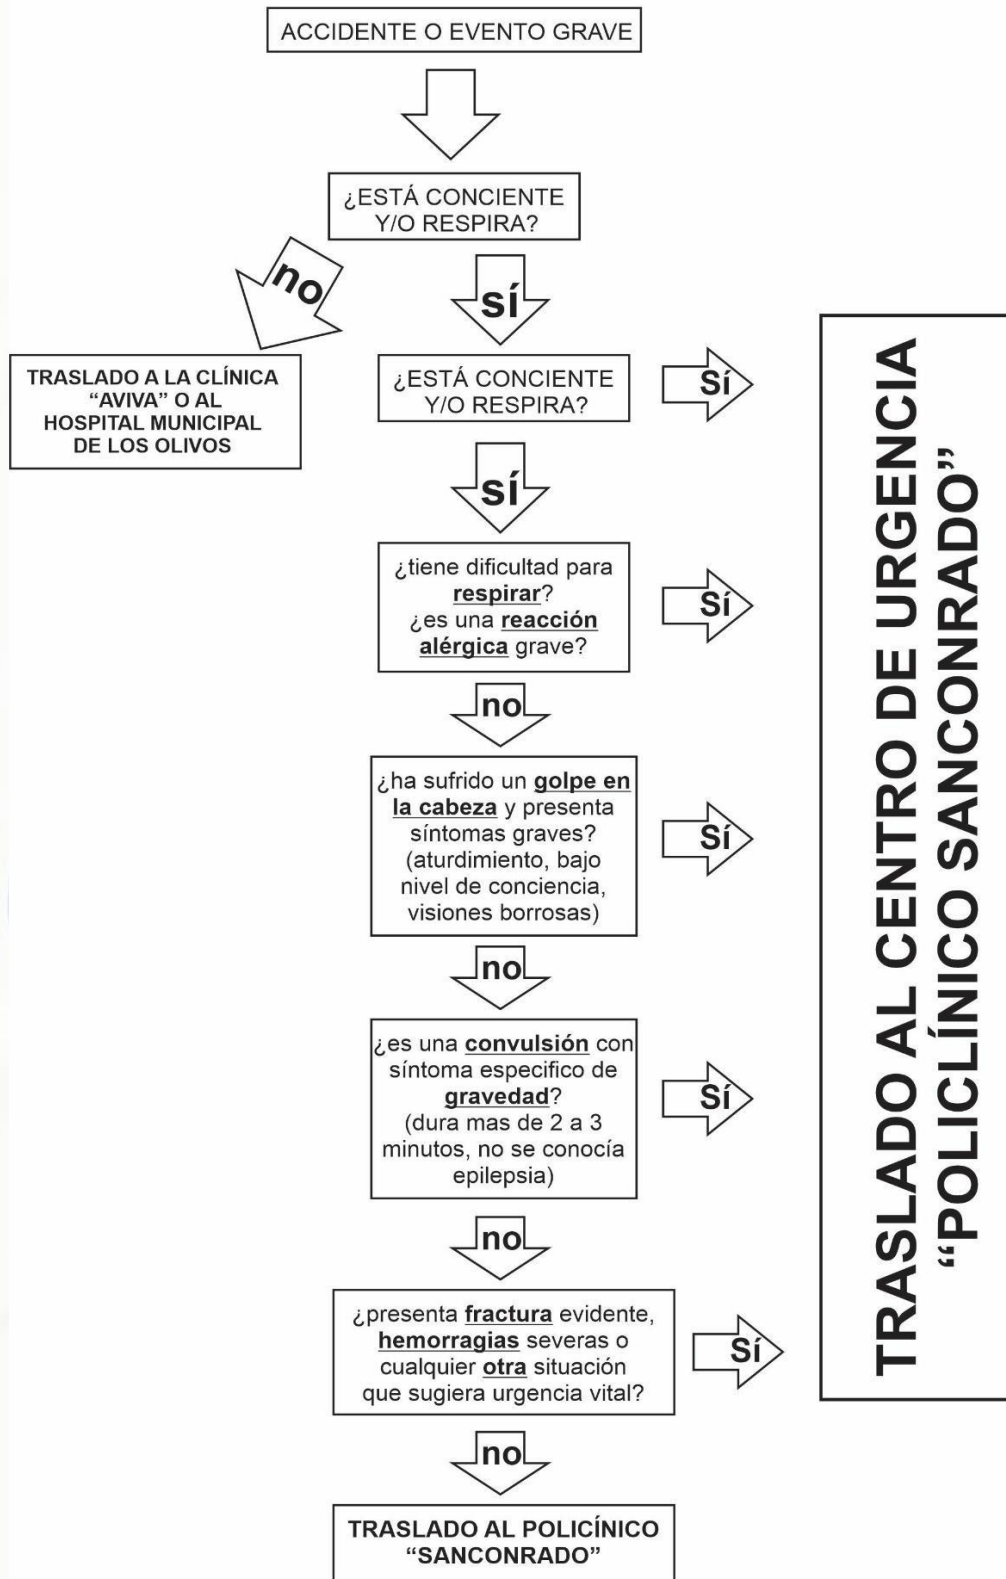 ACCIDENTE O EVENTO GRAVE
¿ESTÁ CONCIENTE
Y/O RESPIRA?
no
sí
TRASLADO A LA CLÍNICA
“AVIVA” O AL
HOSPITAL MUNICIPAL
DE LOS OLIVOS
¿ESTÁ CONCIENTE
Y/O RESPIRA?
Sí
sí
¿tiene dificultad para
respirar?
¿es una reacción
alérgica grave?
Sí
no
¿ha sufrido un golpe en
la cabeza y presenta
síntomas graves?
(aturdimiento, bajo
nivel de conciencia,
visiones borrosas)
Sí
no
¿es una convulsión con
síntoma especifico de
gravedad?
(dura mas de 2 a 3
minutos, no se conocía
epilepsia)
Sí
no
¿presenta fractura evidente,
hemorragias severas o
cualquier otra situación
que sugiera urgencia vital?
Sí
no
TRASLADO AL POLICÍNICO
“SANCONRADO”
TRASLADO AL CENTRO DE URGENCIA
“POLICLÍNICO SANCONRADO”